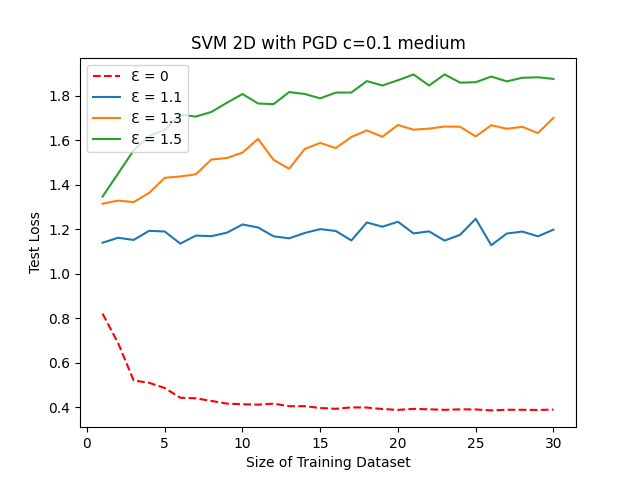 SVM 2D with PGD c=0.1 medium
Ɛ = 0
Ɛ = 1.1
Ɛ = 1.3
Ɛ = 1.5
1.8
1.6
1.4
1.2
1.0
0.8
0.6
0.4
Test Loss
0 5 10 15 20 25 30
Size of Training Dataset